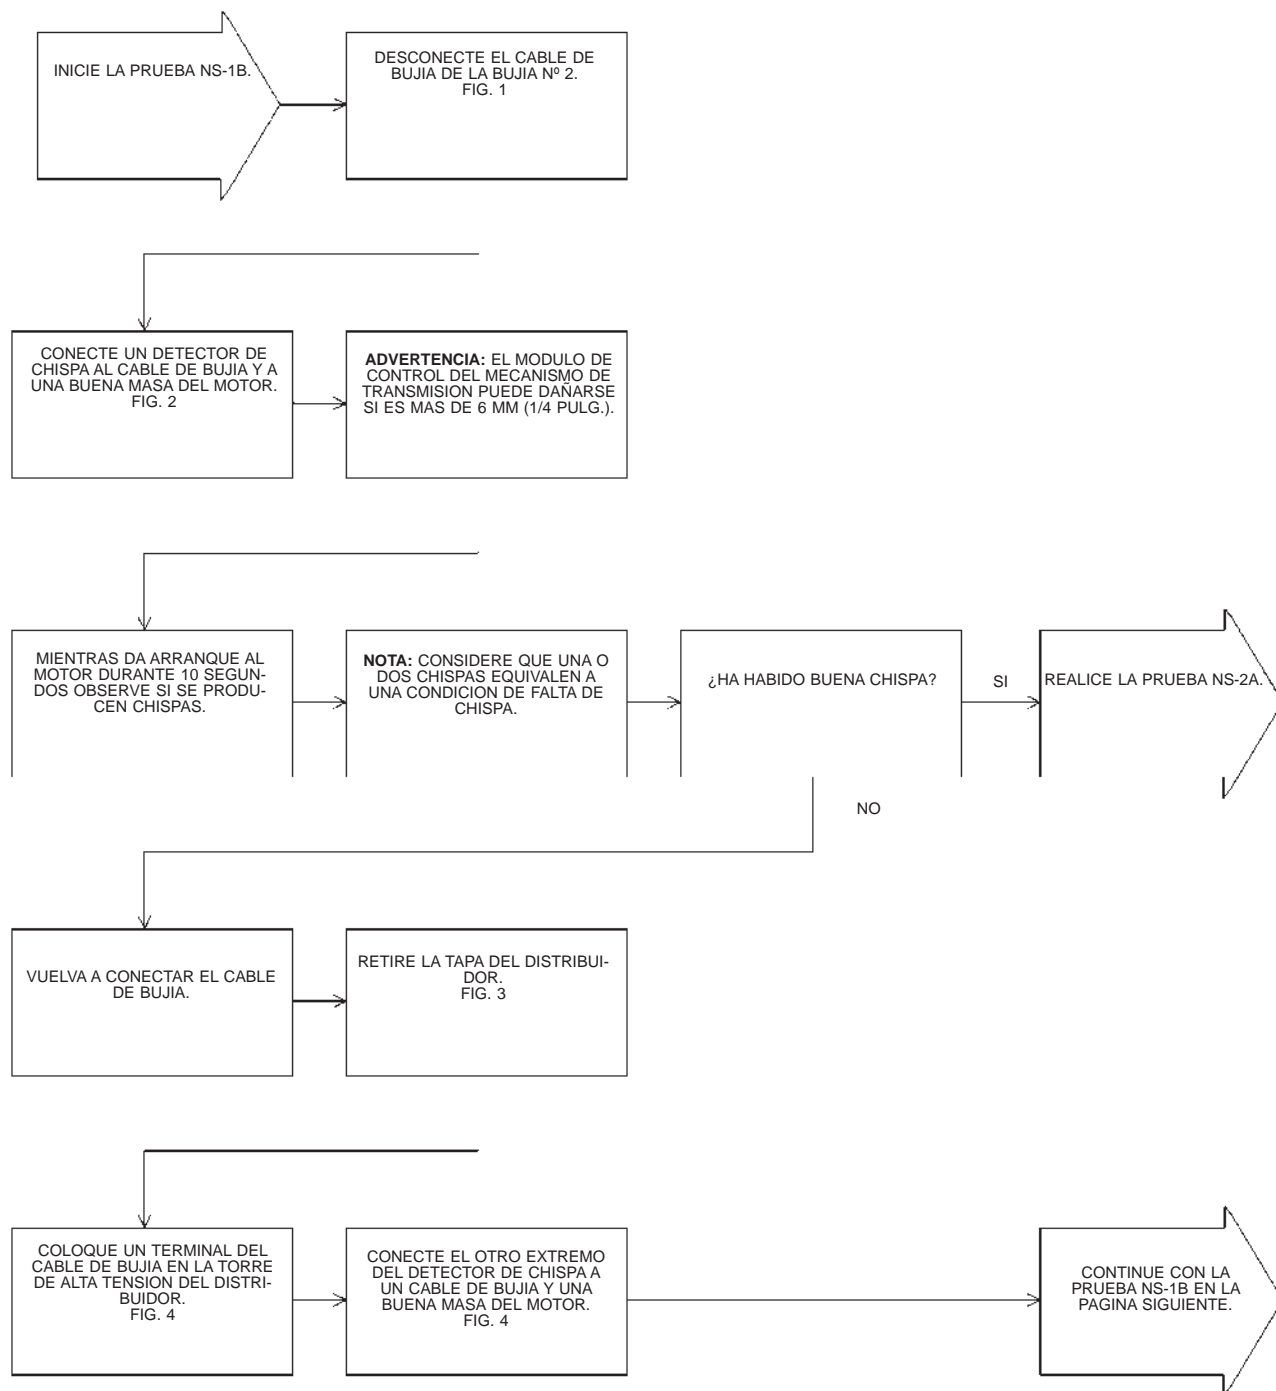 INICIE LA PRUEBA NS-1B.
DESCONECTE EL CABLE DE
BUJIA DE LA BUJIA Nº 2.
FIG. 1
CONECTE UN DETECTOR DE
CHISPA AL CABLE DE BUJIA Y A
UNA BUENA MASA DEL MOTOR.
FIG. 2
ADVERTENCIA: EL MODULO DE
CONTROL DEL MECANISMO DE
TRANSMISION PUEDE DAÑARSE
SI ES MAS DE 6 MM (1/4 PULG.).
MIENTRAS DA ARRANQUE AL
MOTOR DURANTE 10 SEGUN-
DOS OBSERVE SI SE PRODU-
CEN CHISPAS.
NOTA: CONSIDERE QUE UNA O
DOS CHISPAS EQUIVALEN A
UNA CONDICION DE FALTA DE
CHISPA.
¿HA HABIDO BUENA CHISPA?
SI
REALICE LA PRUEBA NS-2A.
NO
VUELVA A CONECTAR EL CABLE
DE BUJIA.
RETIRE LA TAPA DEL DISTRIBUI-
DOR.
FIG. 3
COLOQUE UN TERMINAL DEL
CABLE DE BUJIA EN LA TORRE
DE ALTA TENSION DEL DISTRI-
BUIDOR.
FIG. 4
CONECTE EL OTRO EXTREMO
DEL DETECTOR DE CHISPA A
UN CABLE DE BUJIA Y UNA
BUENA MASA DEL MOTOR.
FIG. 4
CONTINUE CON LA
PRUEBA NS-1B EN LA
PAGINA SIGUIENTE.